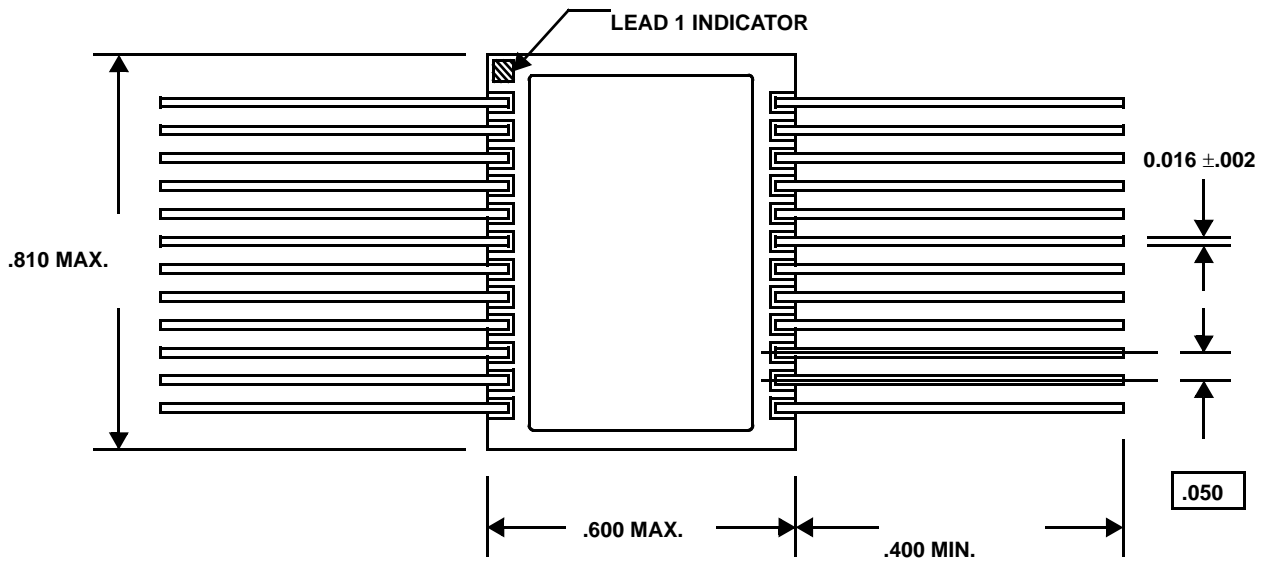 LEAD 1 INDICATOR
0.016 ±.002
.810 MAX.
.050
.600 MAX.
.400 MIN.